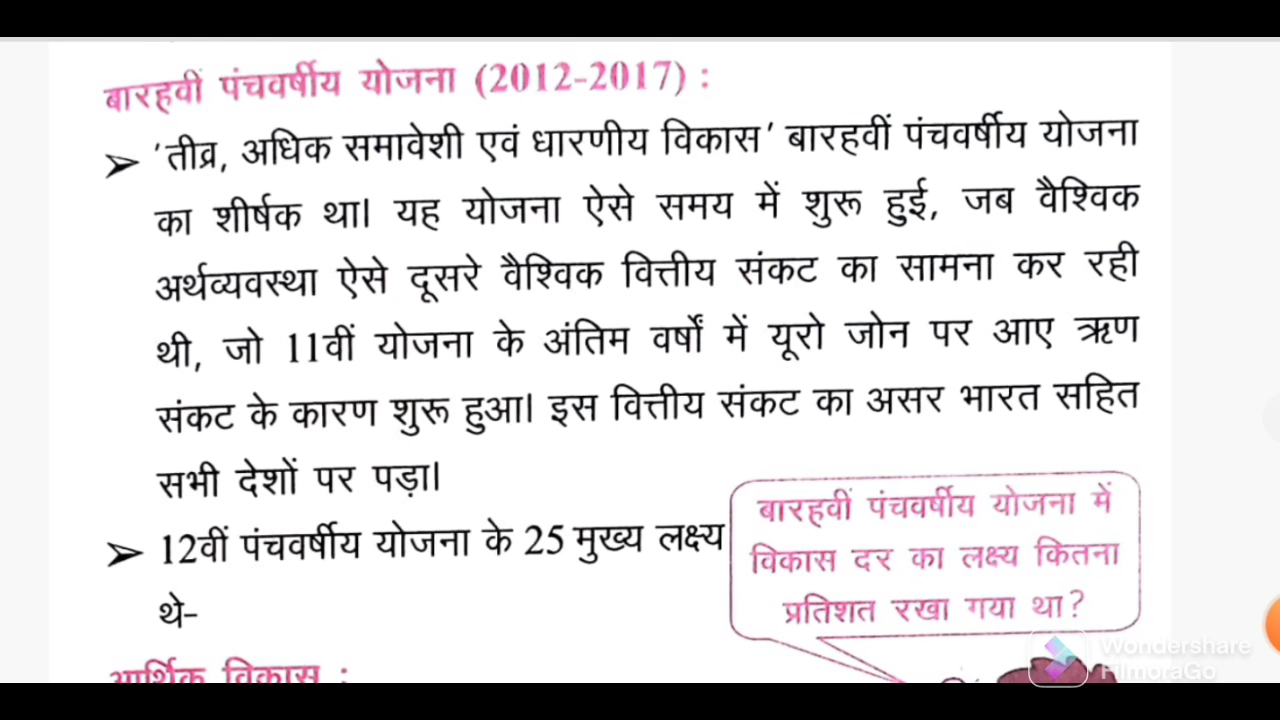 बारहवीं पंचवर्षीय योजना (2012-2017) :
➢ 'तीव्र, अधिक समावेशी एवं धारणीय विकास' बारहवीं पंचवर्षीय योजना
का शीर्षक था। यह योजना ऐसे समय में शुरू हुई, जब वैश्विक
अर्थव्यवस्था ऐसे दूसरे वैश्विक वित्तीय संकट का सामना कर रही
थी, जो 11वीं योजना के अंतिम वर्षों में यूरो जोन पर आए ऋण
संकट के कारण शुरू हुआ। इस वित्तीय संकट का असर भारत सहित
सभी देशों पर पड़ा।
➢ 12वीं पंचवर्षीय योजना के 25 मुख्य लक्ष्य
थे-
बारहवीं पंचवर्षीय योजना में
विकास दर का लक्ष्य कितना
प्रतिशत रखा गया था?
आर्थिक विकास :
Wondershare
FilmoraGo